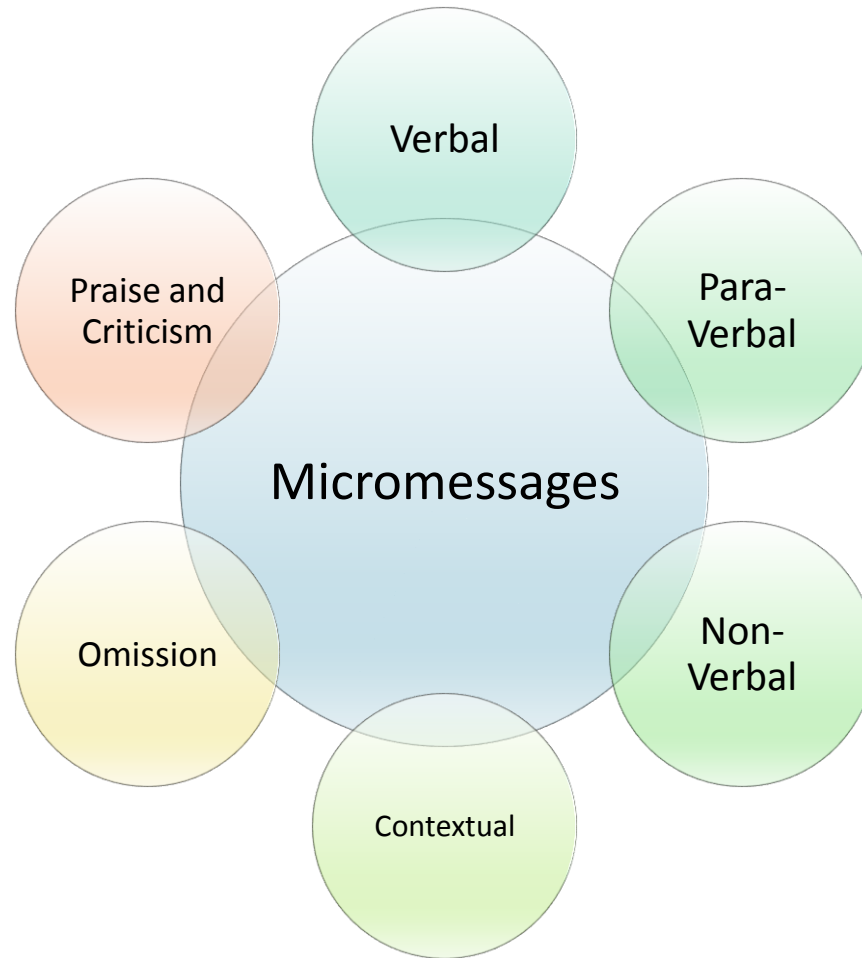 Verbal
Praise and
Criticism
Para-
Verbal
Micromessages
Omission
Non-
Verbal
Contextual